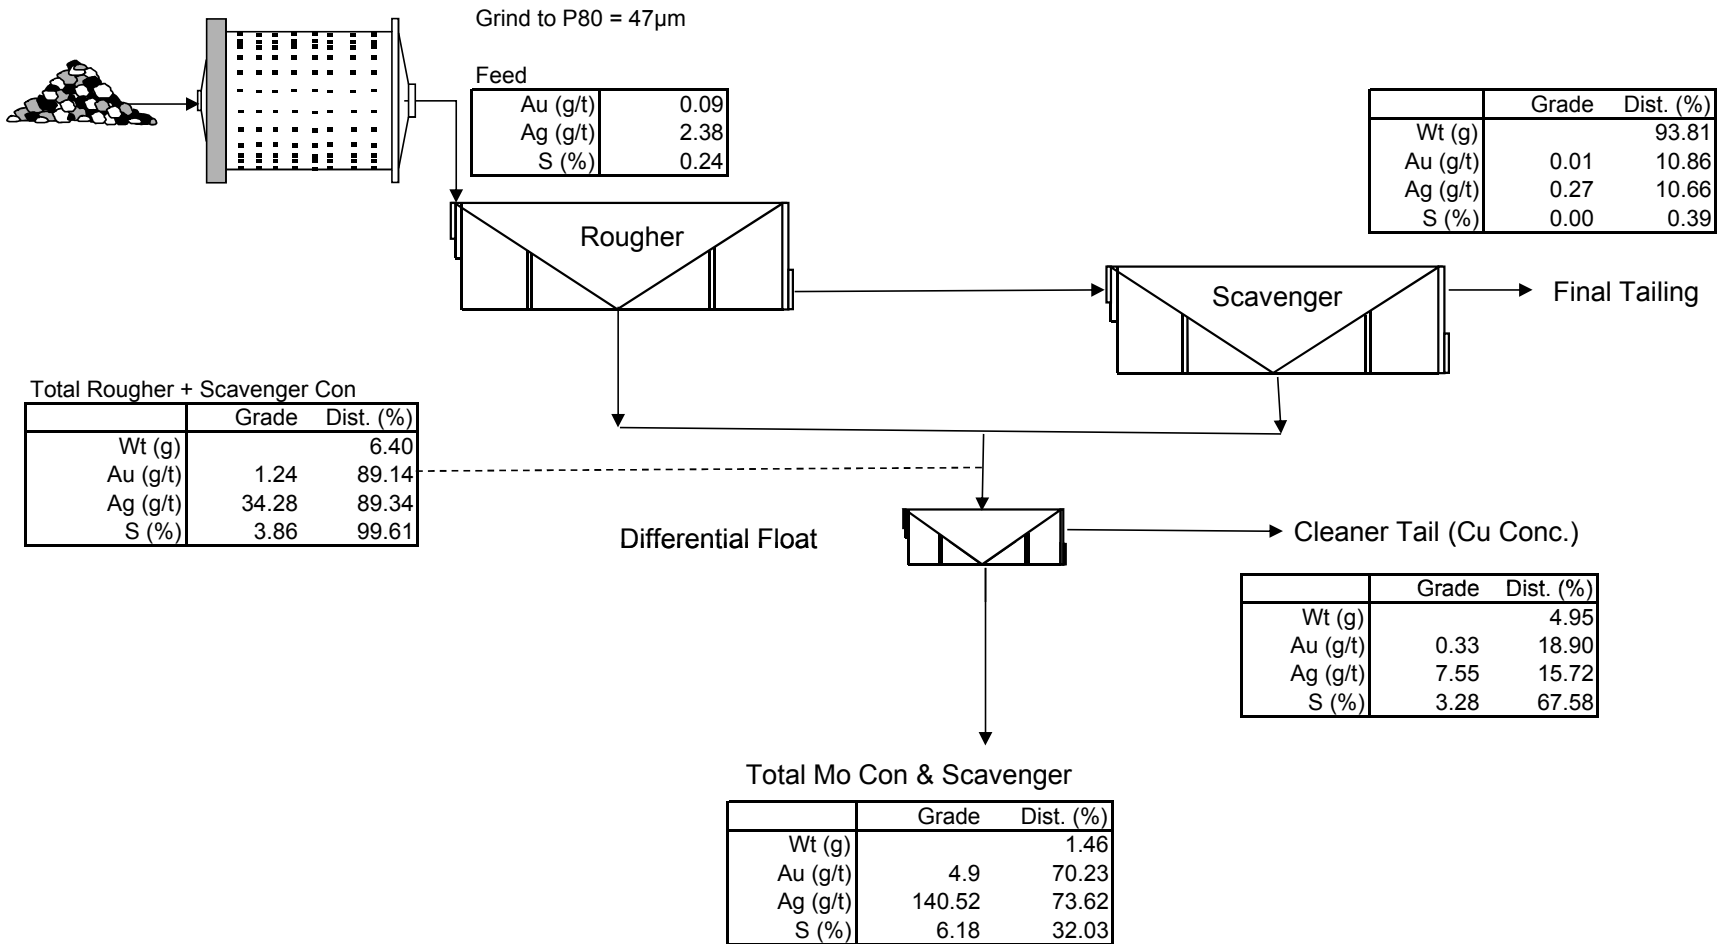 Grind to P80 = 47µm
Feed
Au (g/t) 0.09
Ag (g/t) 2.38
S (%) 0.24
Grade Dist. (%)
Wt (g) 93.81
Au (g/t) 0.01 10.86
Ag (g/t) 0.27 10.66
S (%) 0.00 0.39
Rougher
Scavenger
Final Tailing
Total Rougher + Scavenger Con
Grade Dist. (%)
Wt (g) 6.40
Au (g/t) 1.24 89.14
Ag (g/t) 34.28 89.34
S (%) 3.86 99.61
Differential Float
Cleaner Tail (Cu Conc.)
Grade Dist. (%)
Wt (g) 4.95
Au (g/t) 0.33 18.90
Ag (g/t) 7.55 15.72
S (%) 3.28 67.58
Total Mo Con & Scavenger
Grade Dist. (%)
Wt (g) 1.46
Au (g/t) 4.9 70.23
Ag (g/t) 140.52 73.62
S (%) 6.18 32.03